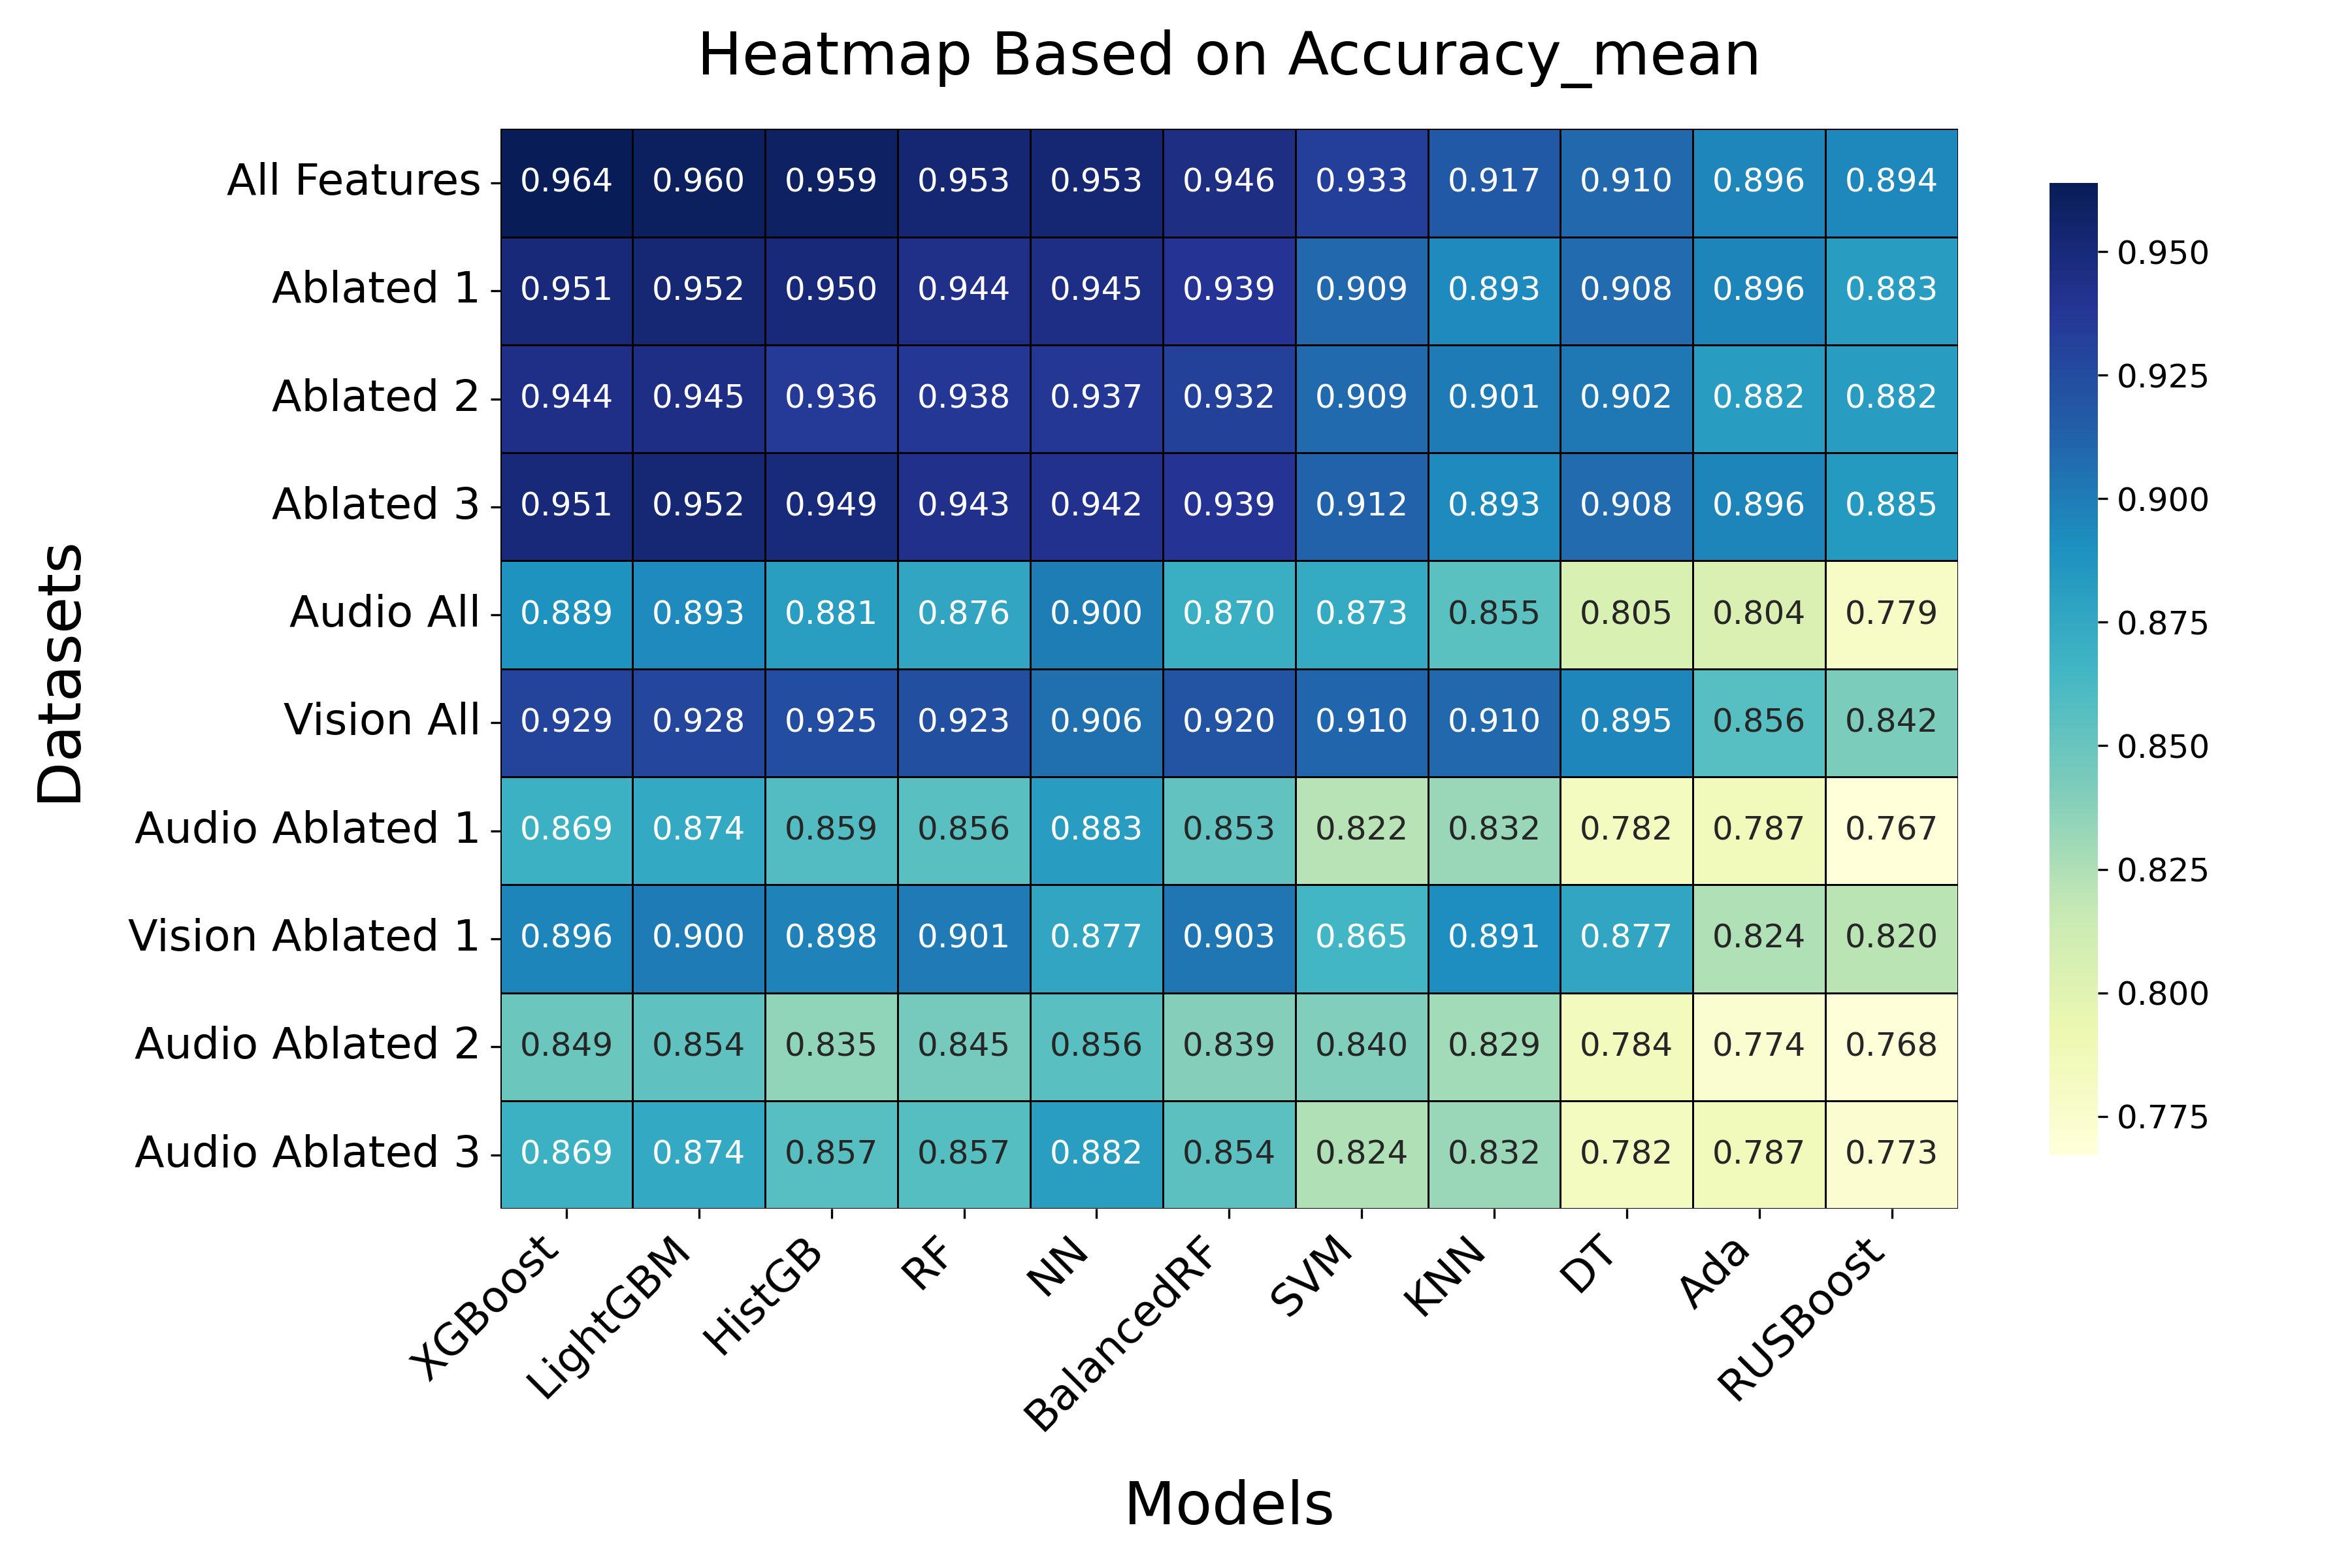 Heatmap Based on Accuracy_mean
Datasets
All Features 0.964 0.960 0.959 0.953 0.953 0.946 0.933 0.917 0.910 0.896 0.894
Ablated 1 0.951 0.952 0.950 0.944 0.945 0.939 0.909 0.893 0.908 0.896 0.883
Ablated 2 0.944 0.945 0.936 0.938 0.937 0.932 0.909 0.901 0.902 0.882 0.882
Ablated 3 0.951 0.952 0.949 0.943 0.942 0.939 0.912 0.893 0.908 0.896 0.885
Audio All 0.889 0.893 0.881 0.876 0.900 0.870 0.873 0.855 0.805 0.804 0.779
Vision All 0.929 0.928 0.925 0.923 0.906 0.920 0.910 0.910 0.895 0.856 0.842
Audio Ablated 1 0.869 0.874 0.859 0.856 0.883 0.853 0.822 0.832 0.782 0.787 0.767
Vision Ablated 1 0.896 0.900 0.898 0.901 0.877 0.903 0.865 0.891 0.877 0.824 0.820
Audio Ablated 2 0.849 0.854 0.835 0.845 0.856 0.839 0.840 0.829 0.784 0.774 0.768
Audio Ablated 3 0.869 0.874 0.857 0.857 0.882 0.854 0.824 0.832 0.782 0.787 0.773
XGBoost LightGBM HistGB RF NN BalancedRF SVM KNN DT Ada RUSBoost
Models
0.950
0.925
0.900
0.875
0.850
0.825
0.800
0.775